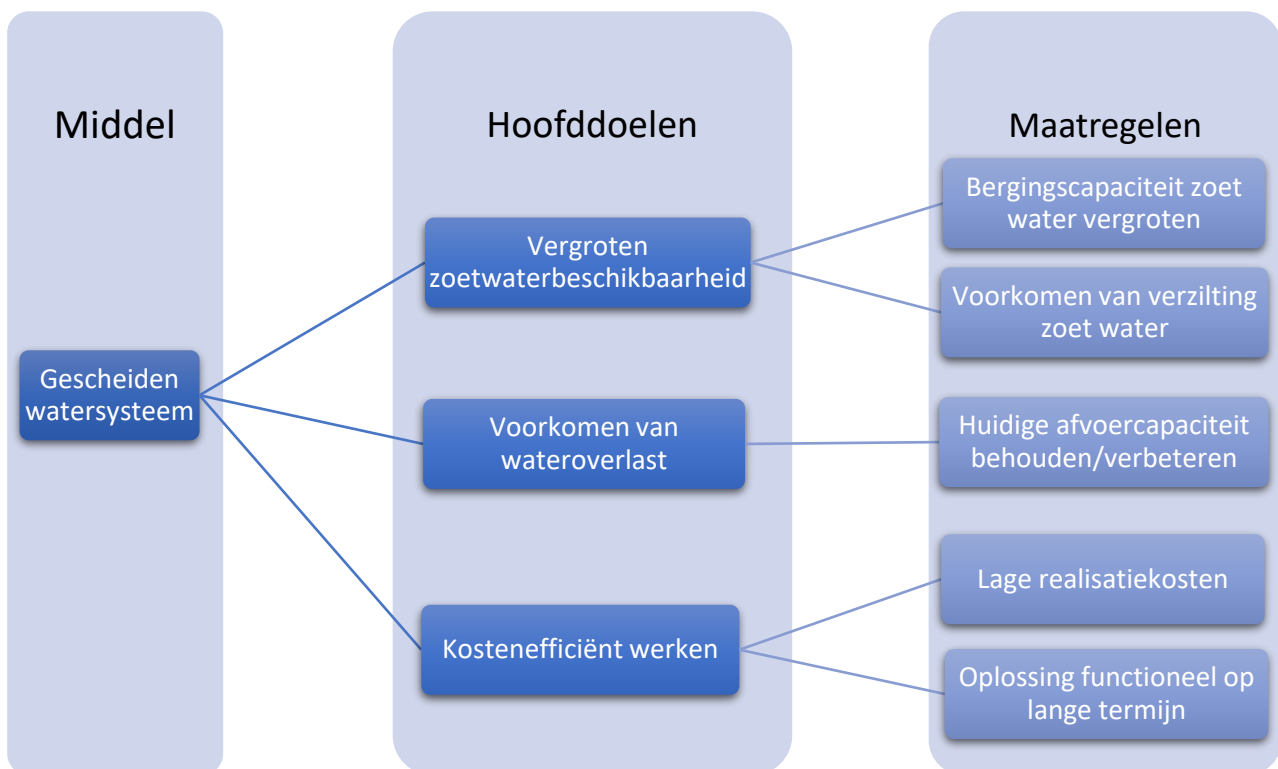 Middel
Gescheiden
watersysteem
Hoofddoelen
Vergroten
zoetwaterbeschikbaarheid
Voorkomen van
wateroverlast
Kostenefficiënt werken
Maatregelen
Bergingscapaciteit zoet
water vergroten
Voorkomen van verzilting
zoet water
Huidige afvoercapaciteit
behouden/verbeteren
Lage realisatiekosten
Oplossing functioneel op
lange termijn